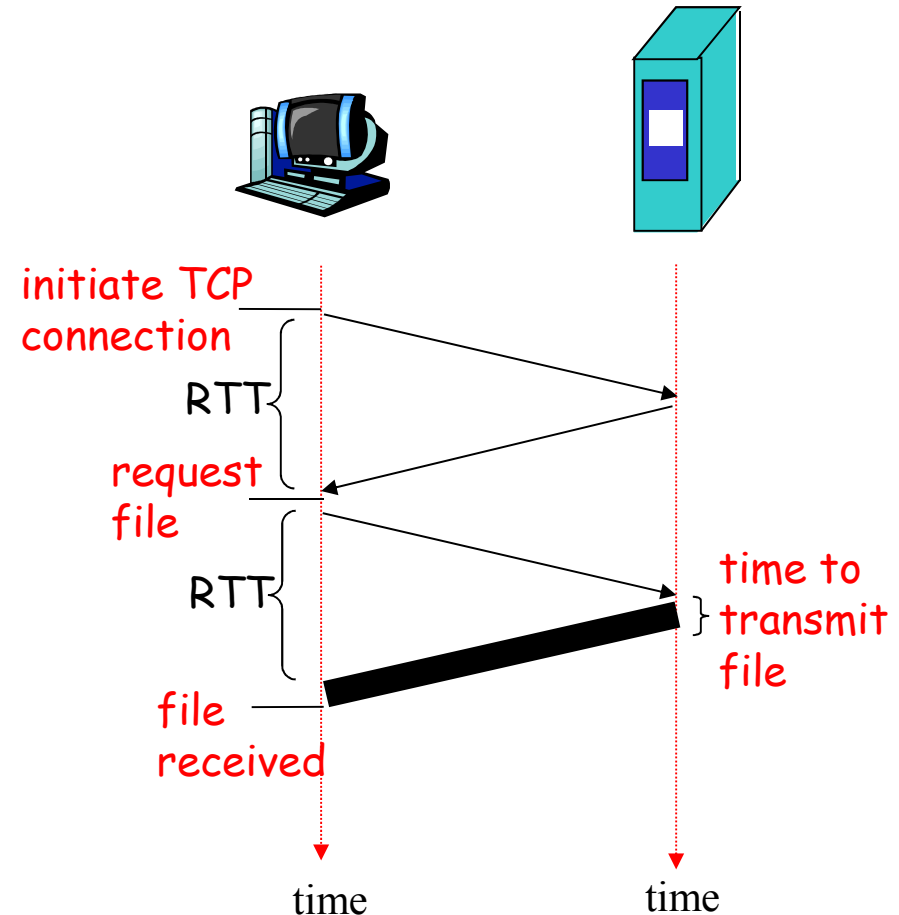 initiate TCP
connection
RTT
request
file
RTT
time to
transmit
file
file
received
time
time